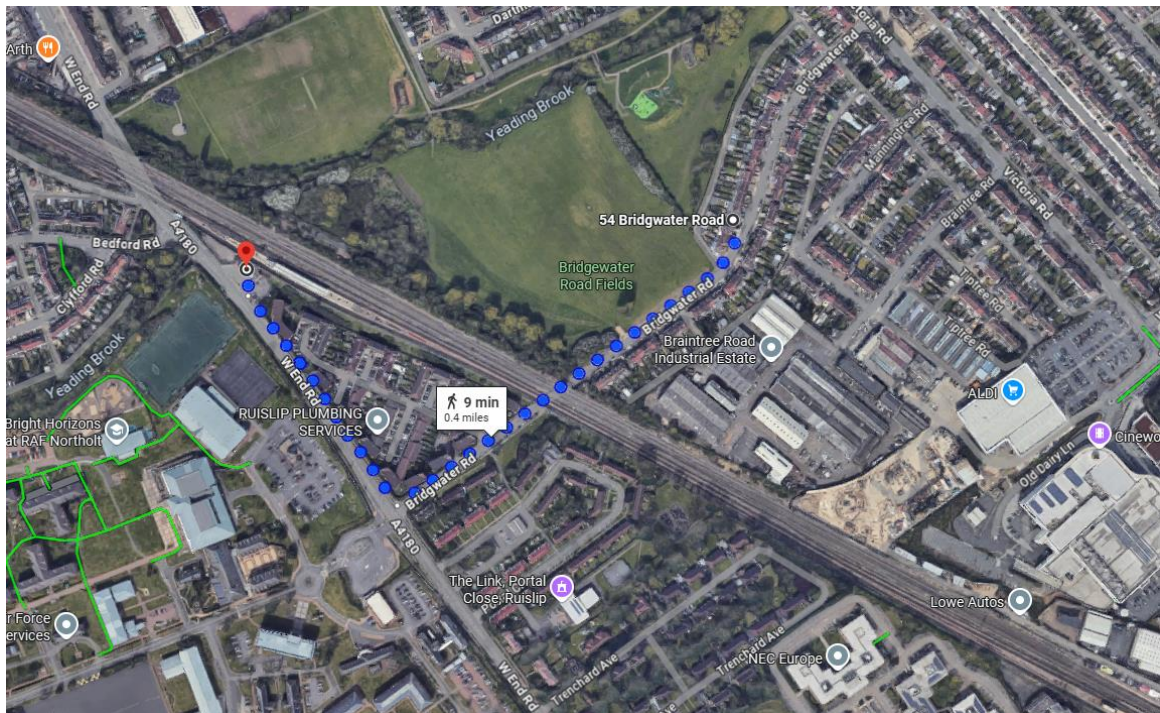 Arth
W End Rd
Dartm
Victoria Rd
Bridgwater Rd
Yeading Brook
Manningtree Rd
Victoria Rd
Braintree Rd
54 Bridgwater Road
A4180
Bedford Rd
Clyfford Rd
Bridgewater
Road Fields
Bridgwater Rd
Tiptree Rd
Tiptree Rd
Braintree Road
Industrial Estate
Yeading Brook
W End Rd
ALDI
9 min
0.4 miles
RUISLIP PLUMBING
SERVICES
Bright Horizons
at RAF Northolt
Cinewo
Old Dairy Ln
Bridgwater Rd
A4180
The Link, Portal
Close, Ruislip
Lowe Autos
r Force
ervices
Trenchard Ave
NEC Europe
W End Rd
Trenchard Ave